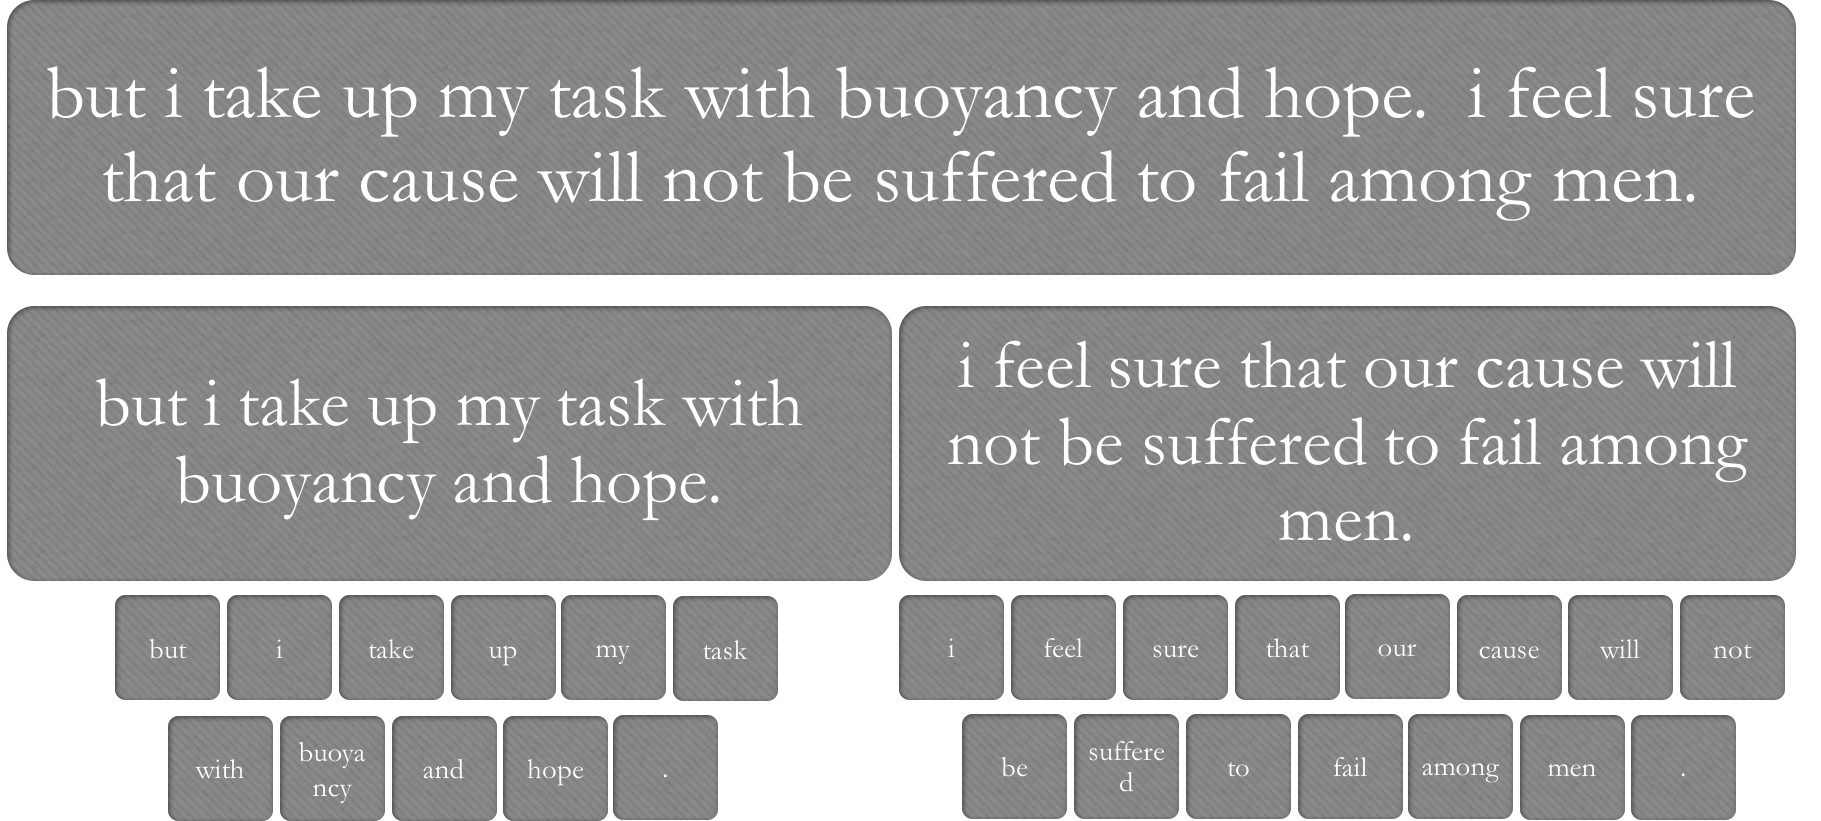 but i take up my task with buoyancy and hope.  i feel sure
that our cause will not be suffered to fail among men.
but i take up my task with
buoyancy and hope.
i feel sure that our cause will
not be suffered to fail among
men.
but i take up my task
with buoya
ncy and hope .
i feel sure that our cause will not
be suffere
d to fail among men .